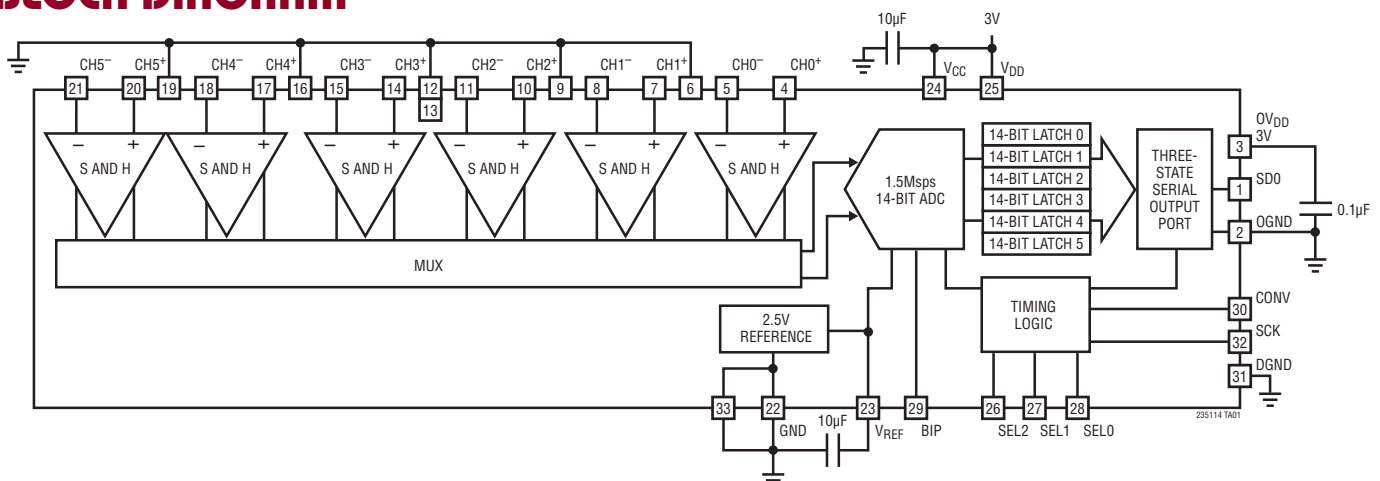 BLOCK DIAGRAM
10µF 3V
CH5– CH5+ CH4– CH4+ CH3– CH3+ CH2– CH2+ CH1– CH1+ CH0– CH0+ VCC VDD
21 20 19 18 17 16 15 14 12 11 10 9 8 7 6 5 4 24 25
13
– + – + – + – + – + – +
S AND H S AND H S AND H S AND H S AND H S AND H
MUX
1.5Msps
14-BIT ADC
14-BIT LATCH 0
14-BIT LATCH 1
14-BIT LATCH 2
14-BIT LATCH 3
14-BIT LATCH 4
14-BIT LATCH 5
THREE-
STATE
SERIAL
OUTPUT
PORT
OVDD
3V
3
SD0
1
0.1µF
OGND
2
2.5V
REFERENCE
TIMING
LOGIC
CONV
30
SCK
32
DGND
31
33 22 23 29 26 27 28
GND 10µF VREF BIP SEL2 SEL1 SEL0
235114 TA01